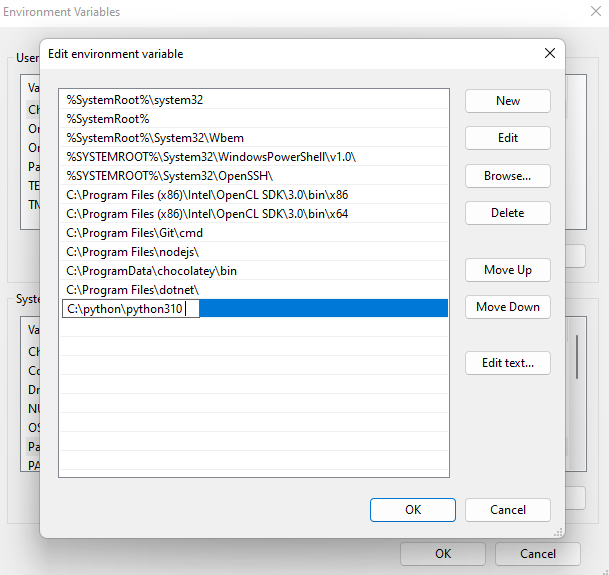 Environment Variables
Edit environment variable
User
Va
Ch
On
On
Pa
TE
TN
%SystemRoot%\system32
%SystemRoot%
%SystemRoot%\System32\Wbem
%SYSTEMROOT%\System32\WindowsPowerShell\v1.0\
%SYSTEMROOT%\System32\OpenSSH\
C:\Program Files (x86)\Intel\OpenCL SDK\3.0\bin\x86
C:\Program Files (x86)\Intel\OpenCL SDK\3.0\bin\x64
C:\Program Files\Git\cmd
C:\Program Files\nodejs\
C:\ProgramData\chocolatey\bin
C:\Program Files\dotnet\
C:\python\python310
New
Edit
Browse...
Delete
Move Up
Move Down
Edit text...
Syste
Va
Ch
Co
Dr
NU
OS
Pa
PA
OK
Cancel
OK
Cancel